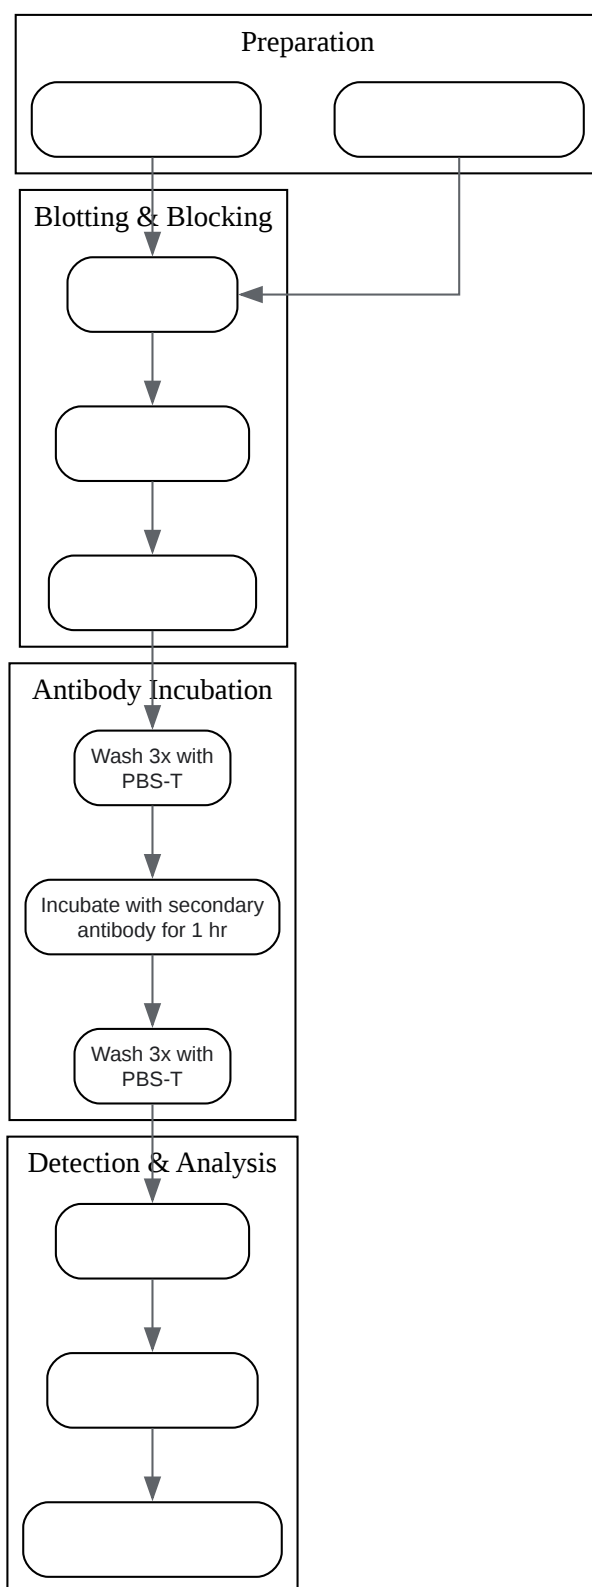 Preparation
Blotting & Blocking
Antibody Incubation
Wash 3x with
PBS-T
Incubate with secondary
antibody for 1 hr
Wash 3x with
PBS-T
Detection & Analysis